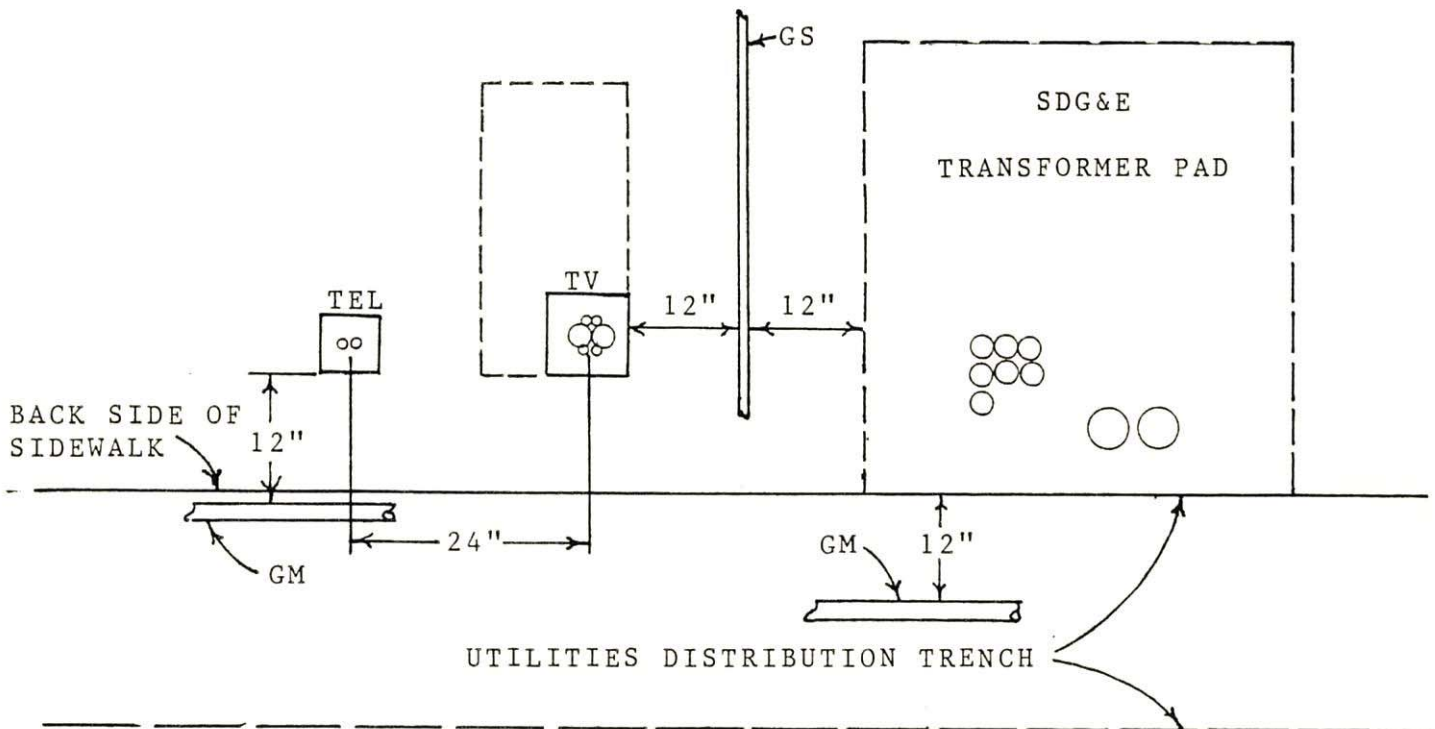 GS
SDG&E
TRANSFORMER PAD
TV
TEL
12"
12"
BACK SIDE OF
SIDEWALK
12"
24"
GM
GM
12"
UTILITIES DISTRIBUTION TRENCH